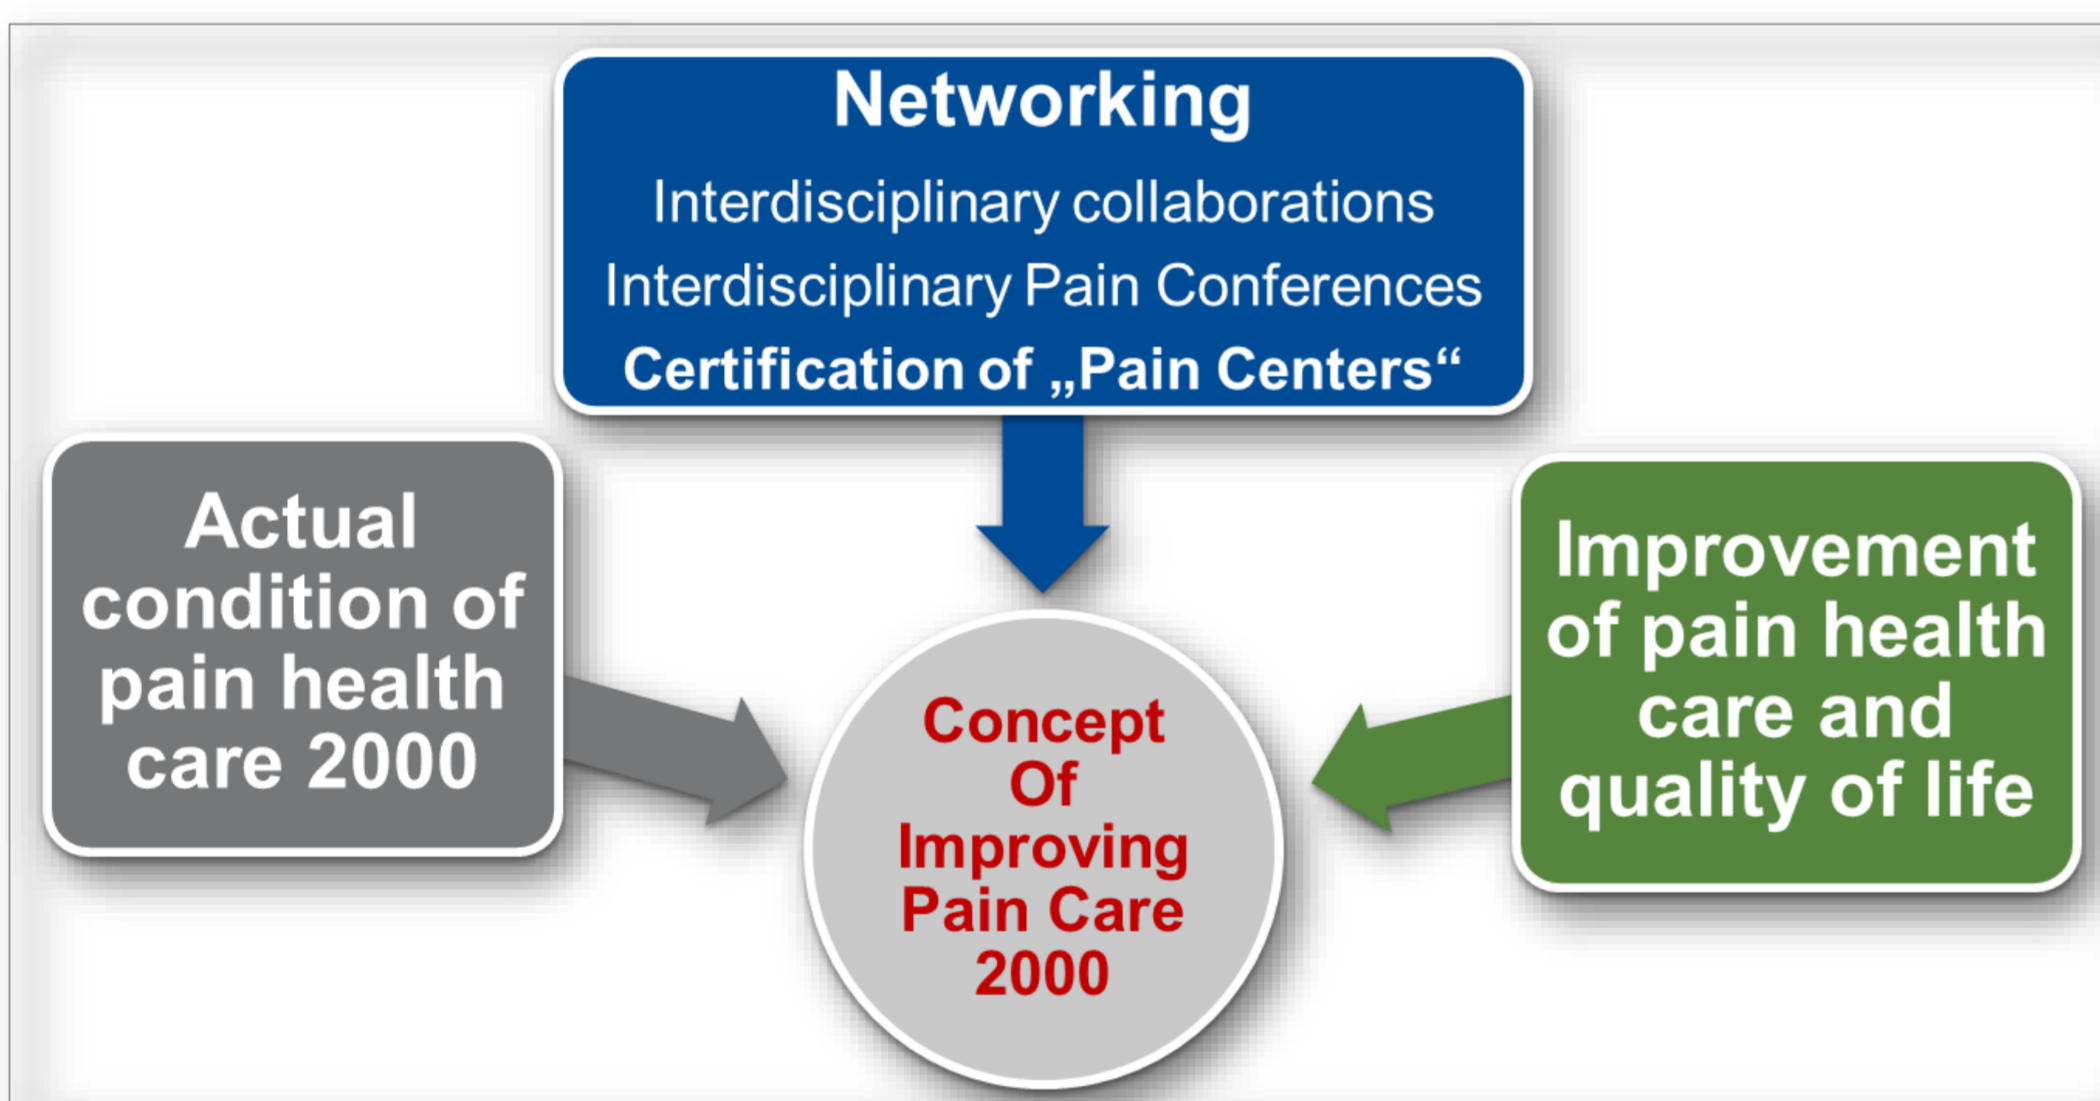 Networking
Interdisciplinary collaborations
Interdisciplinary Pain Conferences
Certification of „Pain Centers“
Actual
condition of
pain health
care 2000
Concept
Of
Improving
Pain Care
2000
Improvement
of pain health
care and
quality of life